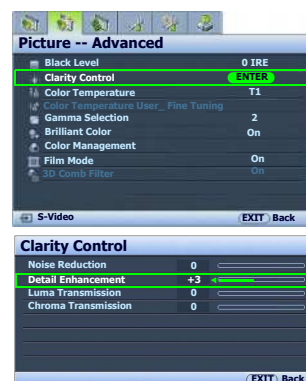 Picture -- Advanced
Black Level 0 IRE
Clarity Control ENTER
Color Temperature T1
Color Temperature User_ Fine Tuning
Gamma Selection 2
Brilliant Color On
Color Management
Film Mode On
3D Comb Filter On
S-Video EXIT Back
Clarity Control
Noise Reduction 0
Detail Enhancement +3
Luma Transmission 0
Chroma Transmission 0
EXIT Back